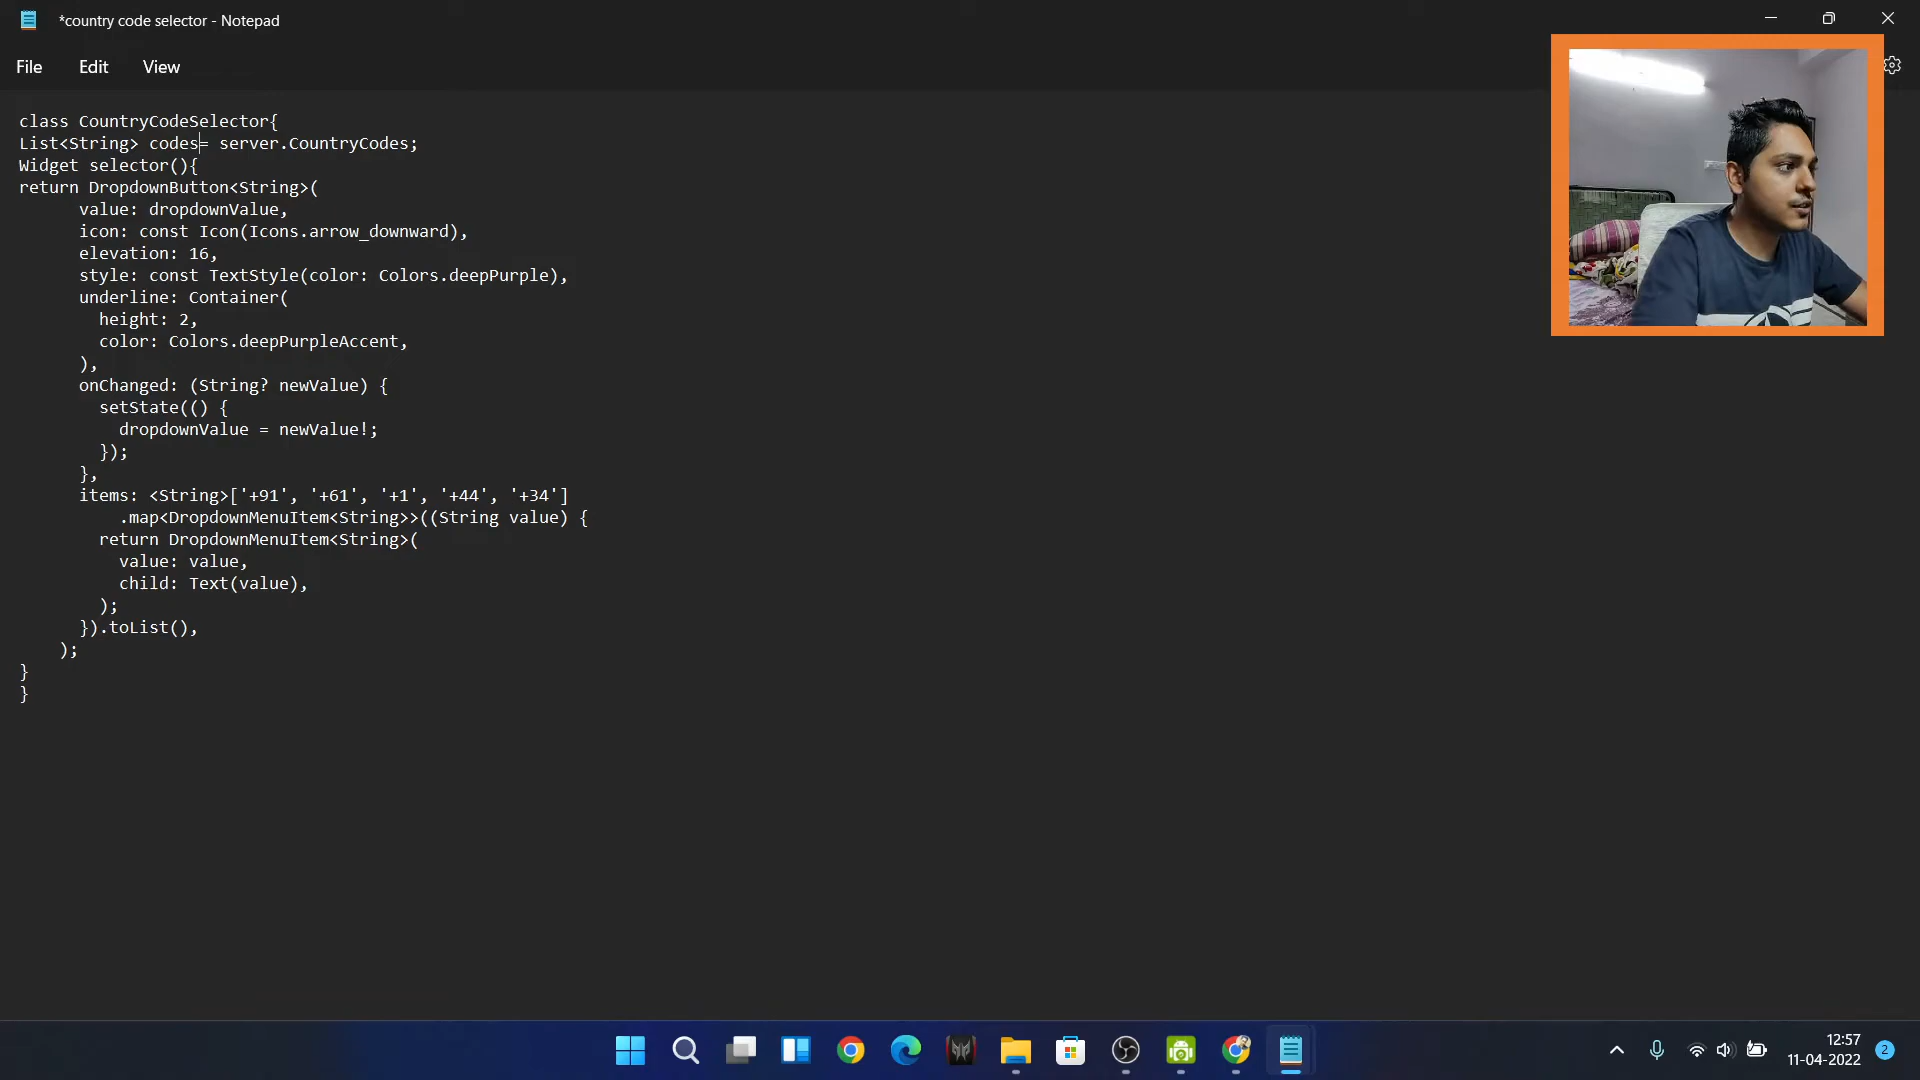 *country code selector - Notepad
File Edit View
class CountryCodeSelector{
List<String> codes= server.CountryCodes;
Widget selector(){
return DropdownButton<String>(
value: dropdownValue,
icon: const Icon(Icons.arrow_downward),
elevation: 16,
style: const TextStyle(color: Colors.deepPurple),
underline: Container(
height: 2,
color: Colors.deepPurpleAccent,
),
onChanged: (String? newValue) {
setState(() {
dropdownValue = newValue!;
});
},
items: <String>['+91', '+61', '+1', '+44', '+34']
.map<DropdownMenuItem<String>>((String value) {
return DropdownMenuItem<String>(
value: value,
child: Text(value),
);
}).toList(),
);
}
}
12:57
11-04-2022 2